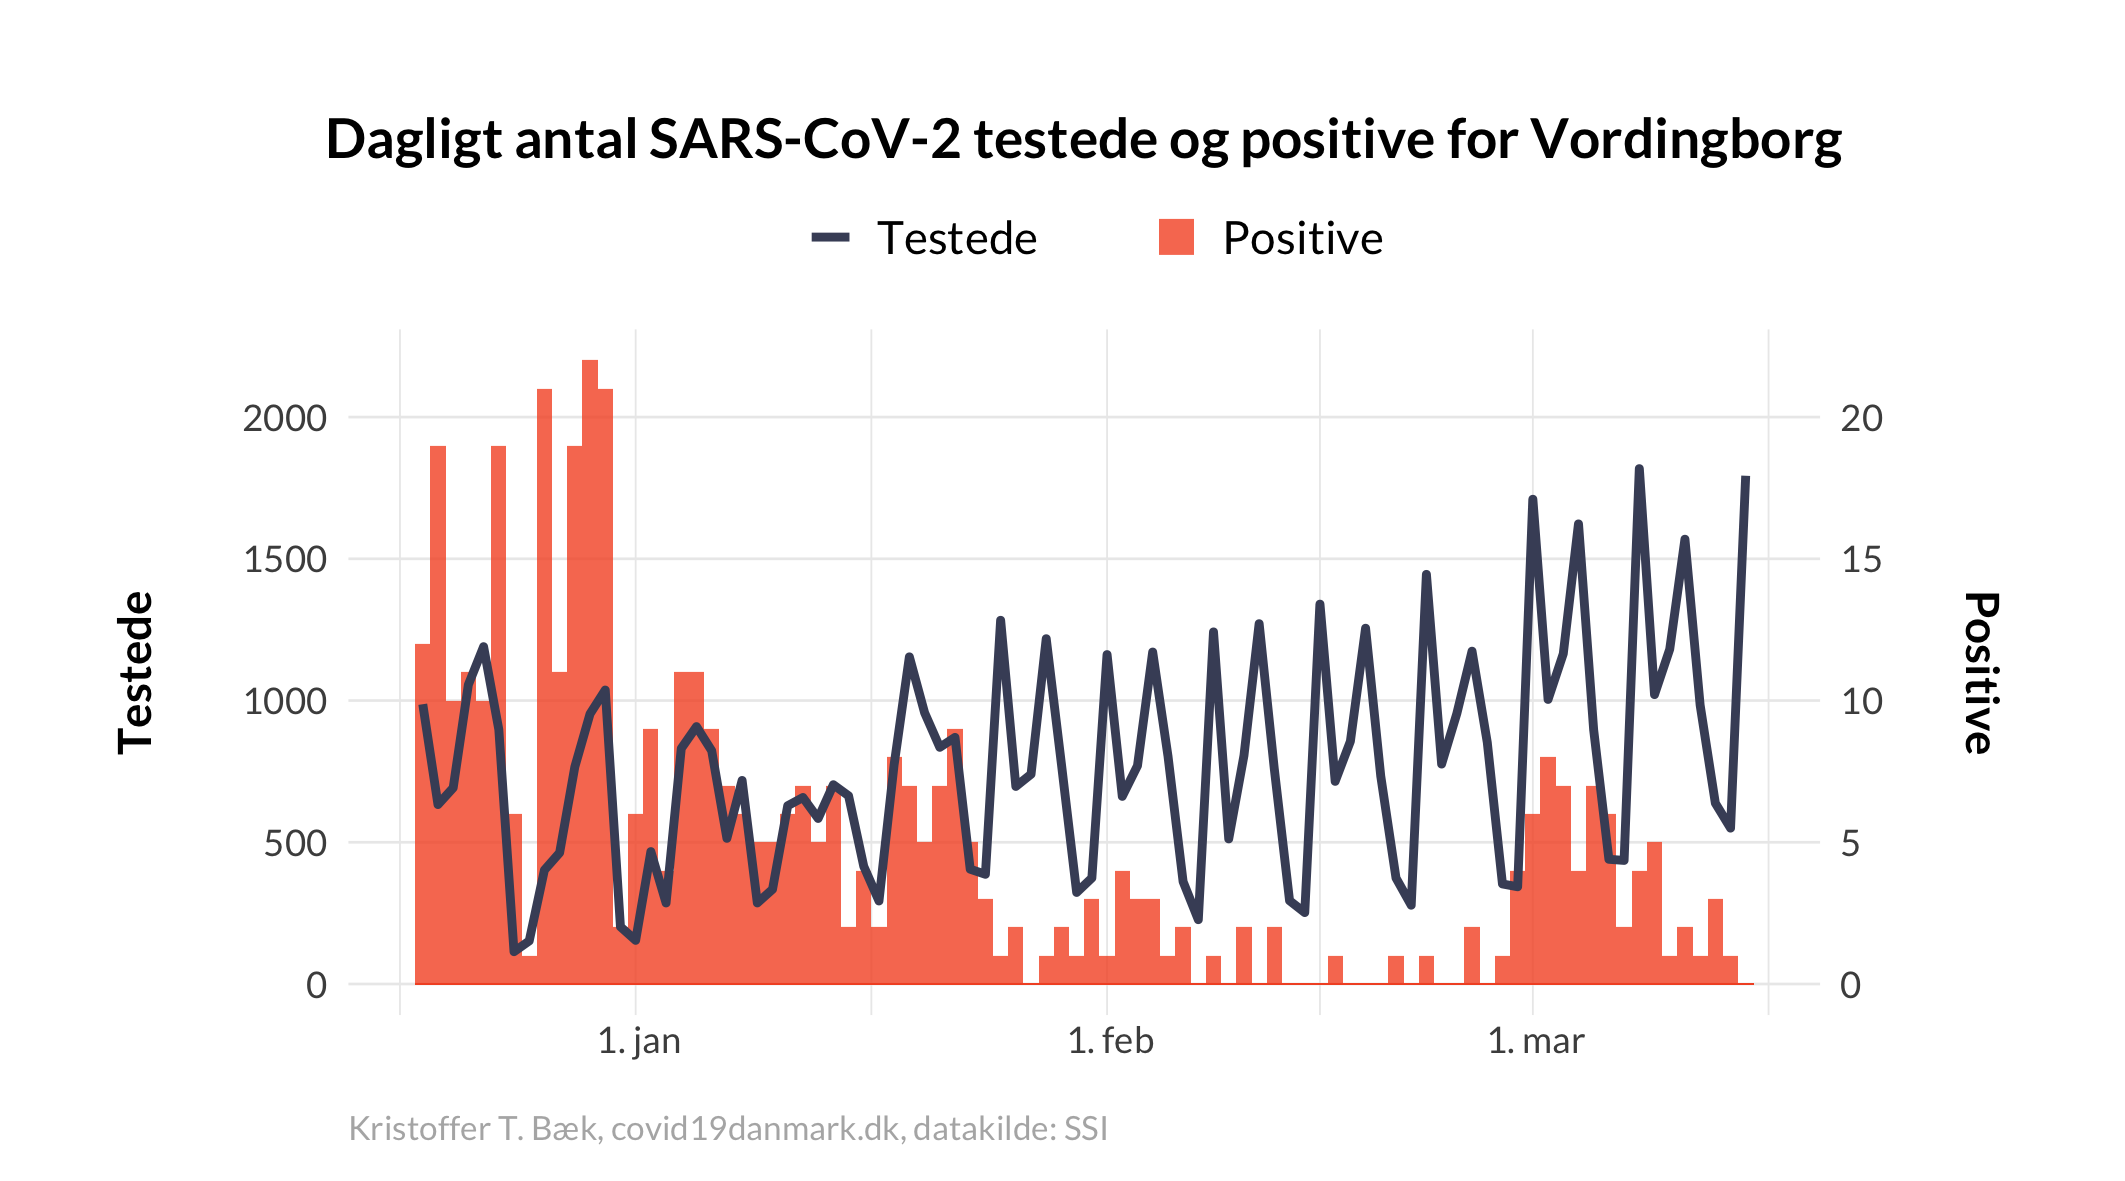 Dagligt antal SARS-CoV-2 testede og positive for Vordingborg
Testede
Positive
2000
1500
1000
500
0
Testede
20
15
10
5
0
Positive
1. jan
1. feb
1. mar
Kristoffer T. Bæk, covid19danmark.dk, datakilde: SSI